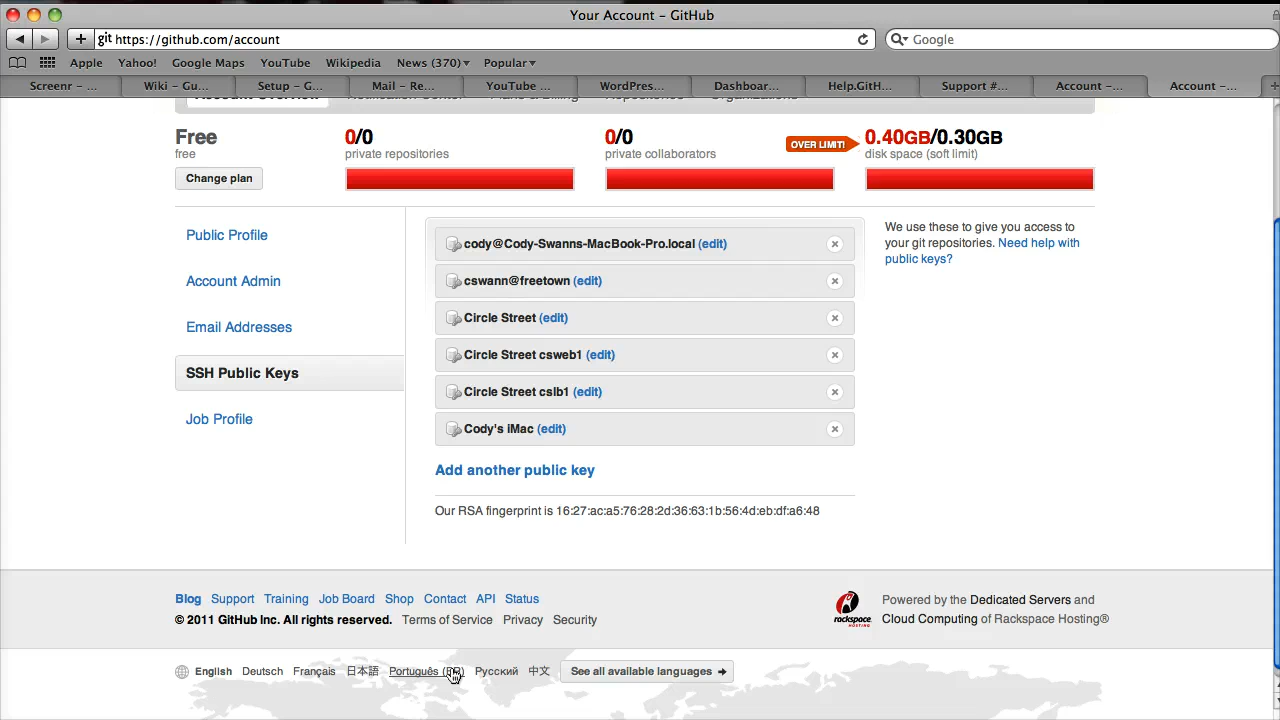 Your Account – GitHub
git https://github.com/account
Google
Apple Yahoo! Google Maps YouTube Wikipedia News (370)▾ Popular▾
Screenr – ... Wiki – Gu... Setup – G... Mail – Re... YouTube ... WordPres... Dashboar... Help.GitH... Support #... Account –... Account –...
Free
free
Change plan
0/0
private repositories
0/0
private collaborators
OVER LIMIT!
0.40GB/0.30GB
disk space (soft limit)
Public Profile
Account Admin
Email Addresses
SSH Public Keys
Job Profile
cody@Cody-Swanns-MacBook-Pro.local (edit)
cswann@freetown (edit)
Circle Street (edit)
Circle Street csweb1 (edit)
Circle Street cslb1 (edit)
Cody's iMac (edit)
Add another public key
Our RSA fingerprint is 16:27:ac:a5:76:28:2d:36:63:1b:56:4d:eb:df:a6:48
We use these to give you access to
your git repositories. Need help with
public keys?
Blog Support Training Job Board Shop Contact API Status
© 2011 GitHub Inc. All rights reserved. Terms of Service Privacy Security
rackspace
HOSTING
Powered by the Dedicated Servers and
Cloud Computing of Rackspace Hosting®
English Deutsch Français 日本語 Português Русский 中文 See all available languages →